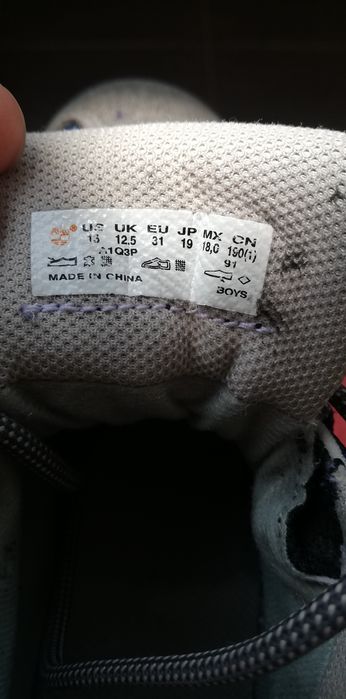 US UK EU JP MX CN
13 12.5 31 19 18,0 190(1)
A1Q3P 91
MADE IN CHINA BOYS